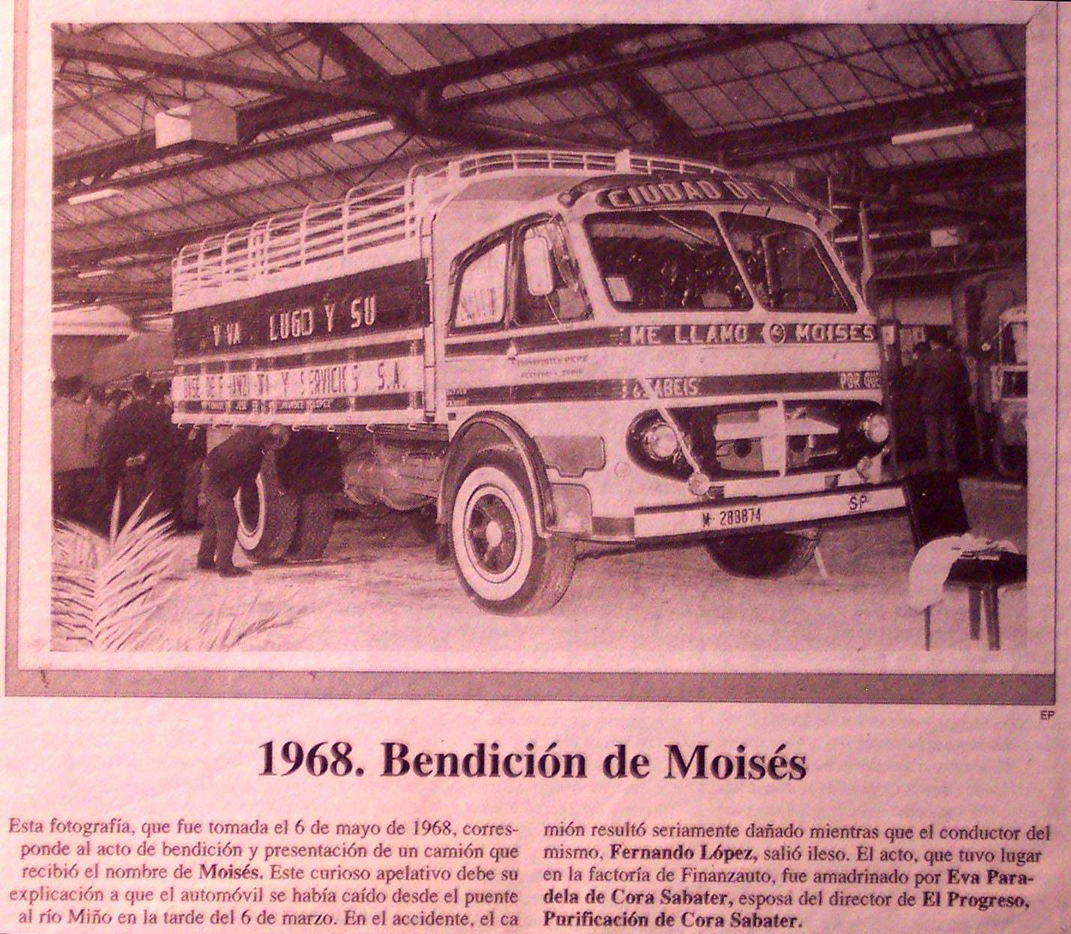 CIUDAD DE
LUGO Y SU
ME LLAMO MOISES
Y SERVICIOS S.A.
SABEIS
POR QUE
M- 288874
SP
EP
1968. Bendición de Moisés
Esta fotografía, que fue tomada el 6 de mayo de 1968, corres-
ponde al acto de bendición y presentación de un camión que
recibió el nombre de Moisés. Este curioso apelativo debe su
explicación a que el automóvil se había caído desde el puente
al río Miño en la tarde del 6 de marzo. En el accidente, el ca
mión resultó seriamente dañado mientras que el conductor del
mismo, Fernando López, salió ileso. El acto, que tuvo lugar
en la factoría de Finanzauto, fue amadrinado por Eva Para-
dela de Cora Sabater, esposa del director de El Progreso,
Purificación de Cora Sabater.